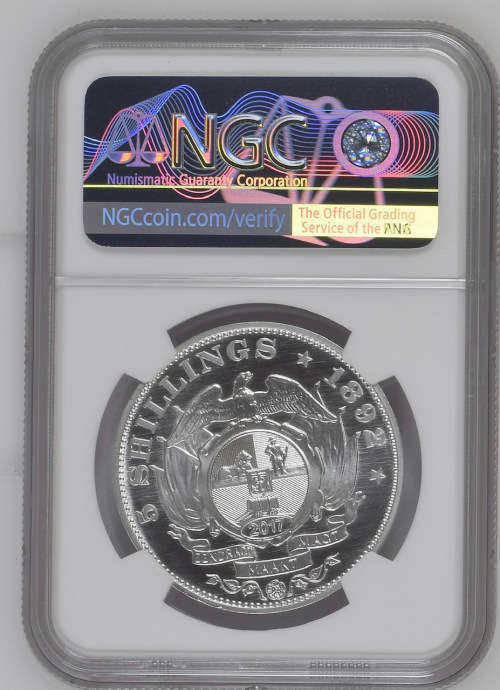 NGC
Numismatic Guaranty Corporation
NGCcoin.com/verify
The Official Grading
Service of the
5 SHILLINGS ★ 1892 ★
2017
EENDRAGT
MAAKT
MAGT